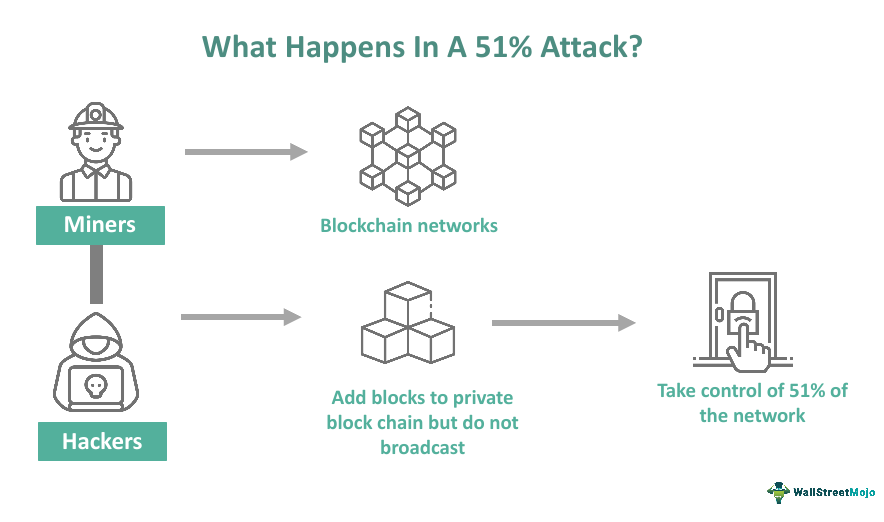 What Happens In A 51% Attack?
Miners
Blockchain networks
Hackers
Add blocks to private
block chain but do not
broadcast
Take control of 51% of
the network
WallStreetMojo